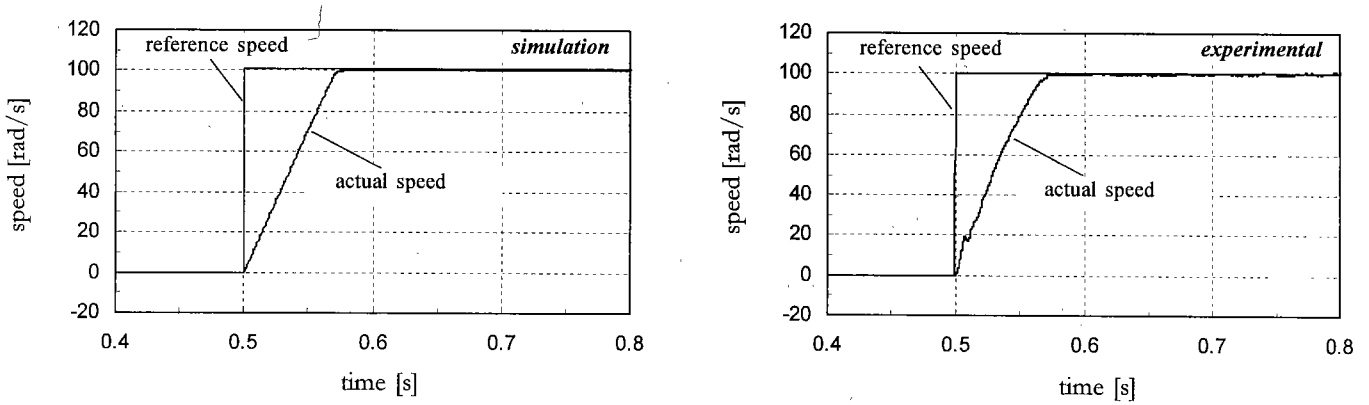 120
100
80
60
40
20
0
-20
speed [rad/s]
reference speed
simulation
actual speed
0.4 0.5 0.6 0.7 0.8
time [s]
120
100
80
60
40
20
0
-20
speed [rad/s]
reference speed
experimental
actual speed
0.4 0.5 0.6 0.7 0.8
time [s]